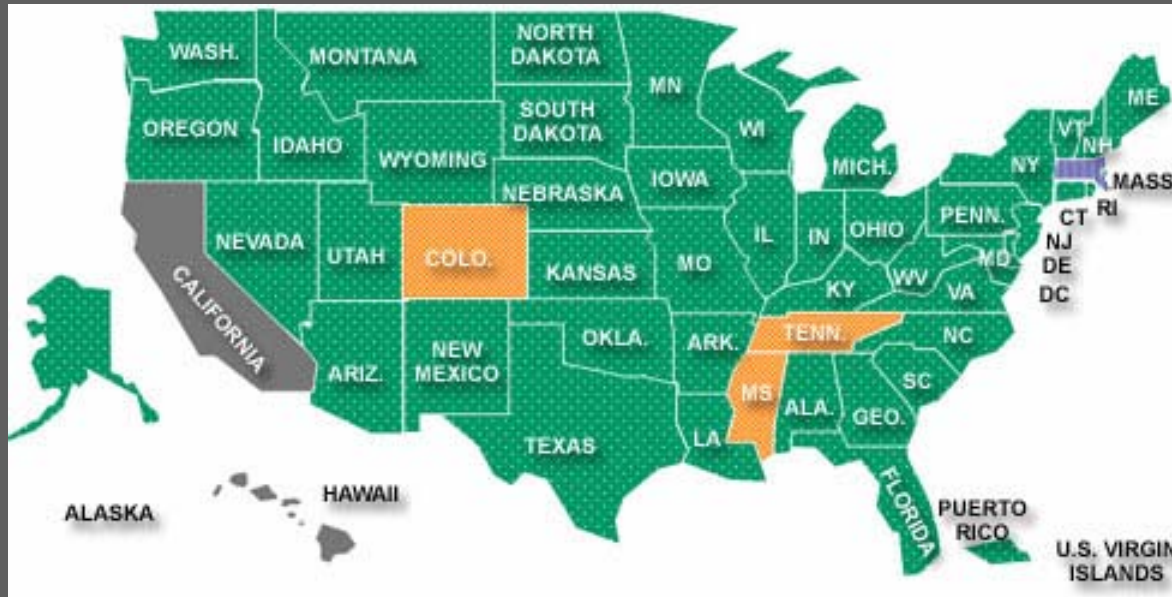 WASH.
MONTANA
NORTH
DAKOTA
MN
ME
OREGON
IDAHO
SOUTH
DAKOTA
WI
VT
NH
WYOMING
MICH.
NY
MASS
NEBRASKA
IOWA
RI
NEVADA
UTAH
COLO.
KANSAS
MO
IL
IN
OHIO
PENN.
CT
NJ
MD
DE
WV
VA
DC
CALIFORNIA
KY
ARIZ.
NEW
MEXICO
OKLA.
ARK.
TENN.
NC
MS
SC
TEXAS
LA
ALA.
GEO.
FLORIDA
ALASKA
HAWAII
PUERTO
RICO
U.S. VIRGIN
ISLANDS